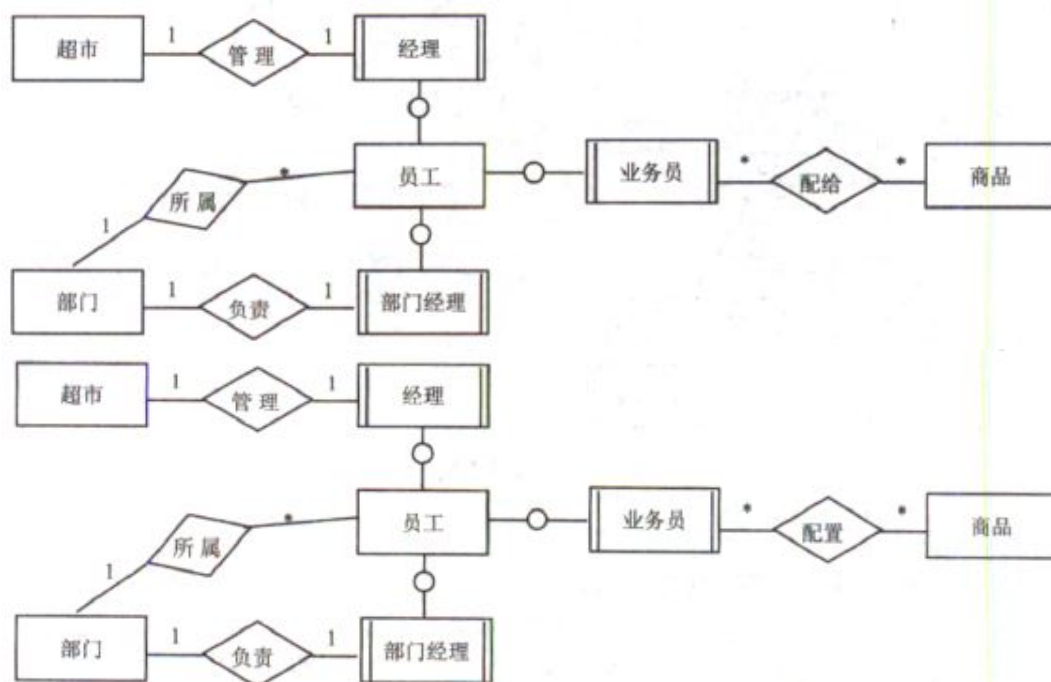 超市 1 管理 1 经理
员工 业务员 * 配给 * 商品
所属 *
1
部门 1 负责 1 部门经理
超市 1 管理 1 经理
员工 业务员 * 配置 * 商品
所属 *
1
部门 1 负责 1 部门经理